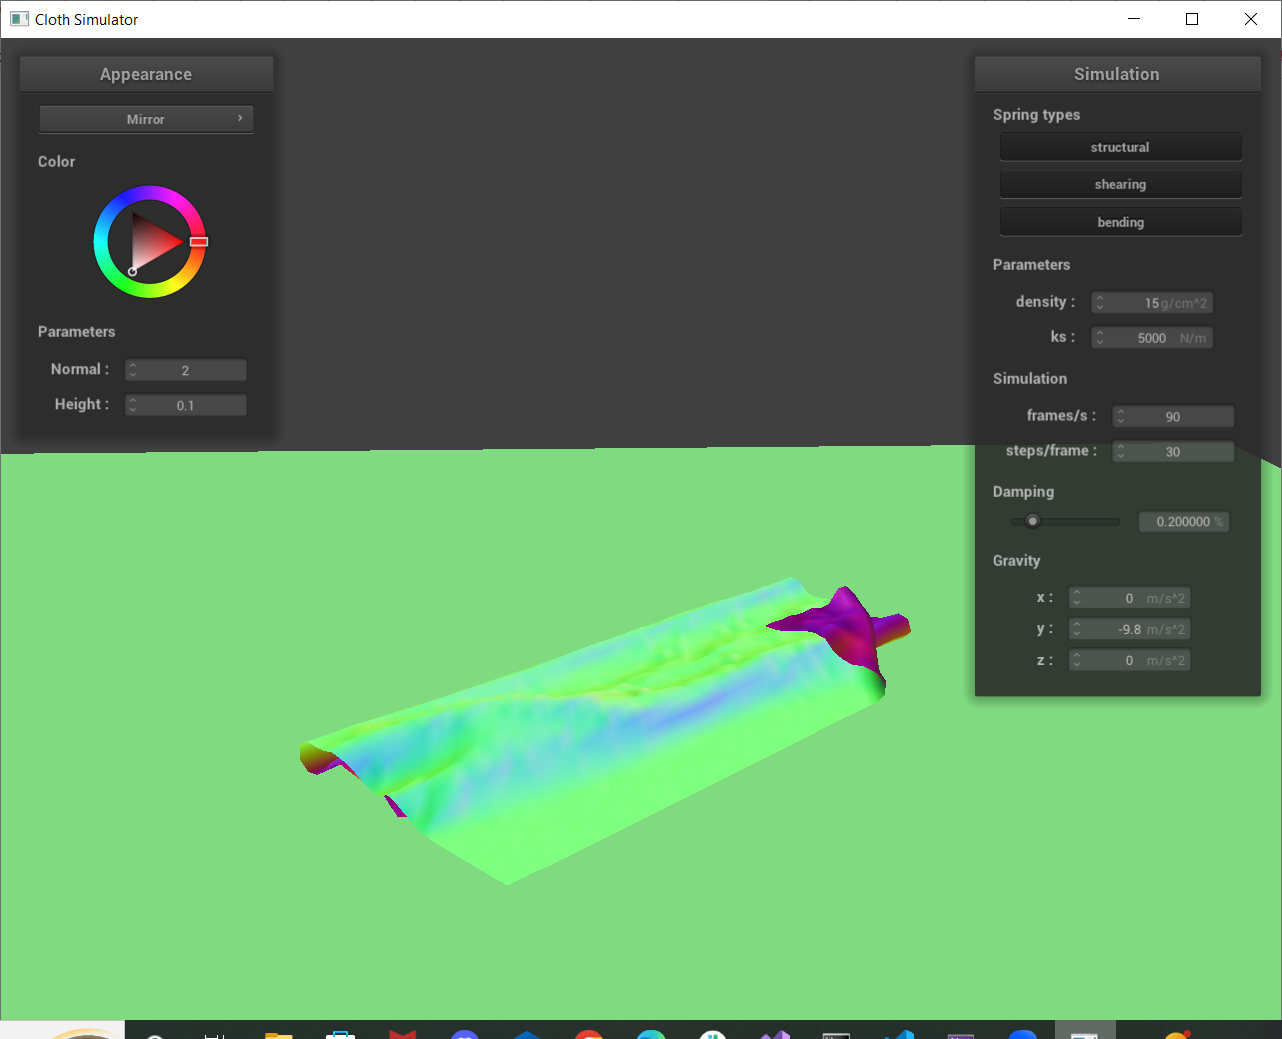 Cloth Simulator
Appearance
Mirror
Color
Parameters
Normal : 2
Height : 0.1
Simulation
Spring types
structural
shearing
bending
Parameters
density : 15 g/cm^2
ks : 5000 N/m
Simulation
frames/s : 90
steps/frame : 30
Damping
0.200000 %
Gravity
x : 0 m/s^2
y : -9.8 m/s^2
z : 0 m/s^2